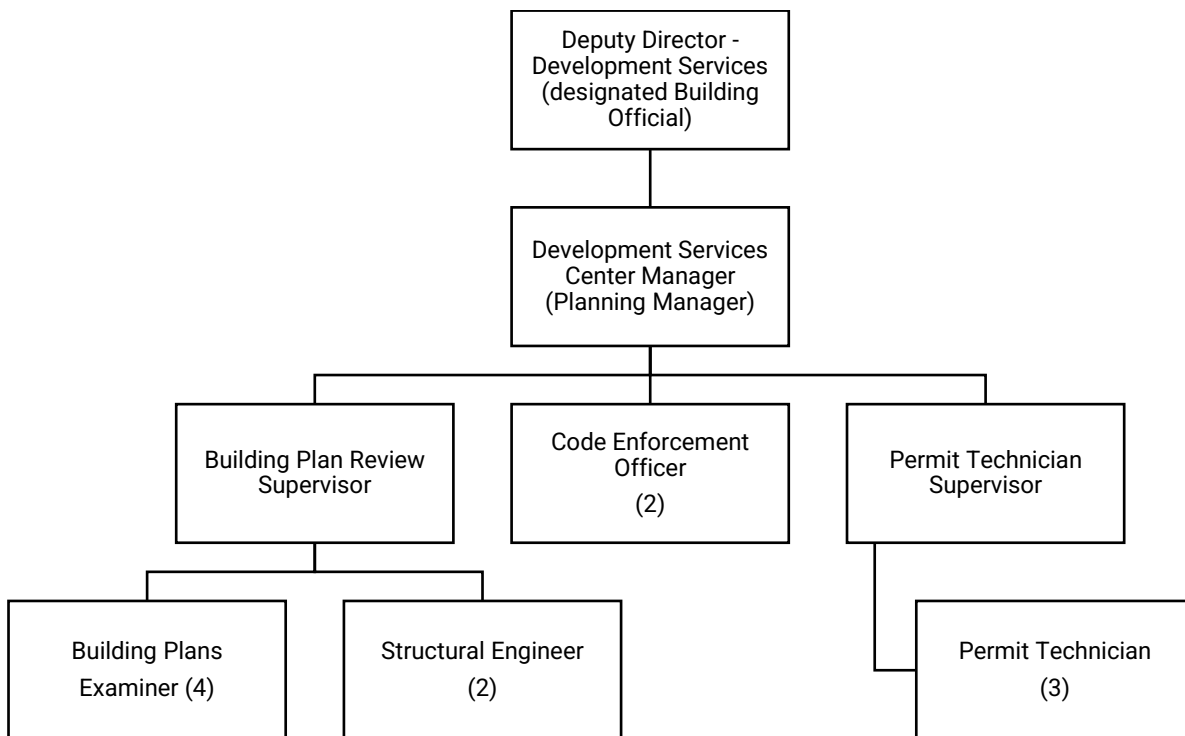 Deputy Director -
Development Services
(designated Building
Official)
Development Services
Center Manager
(Planning Manager)
Building Plan Review
Supervisor
Code Enforcement
Officer
(2)
Permit Technician
Supervisor
Building Plans
Examiner (4)
Structural Engineer
(2)
Permit Technician
(3)